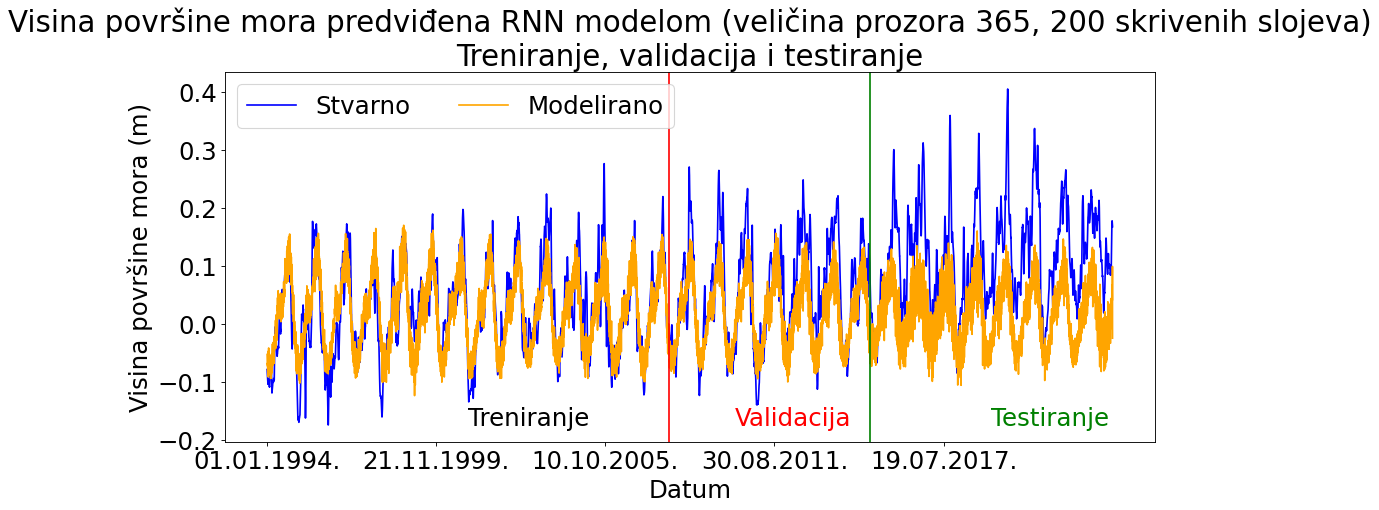 Visina površine mora predviđena RNN modelom (veličina prozora 365, 200 skrivenih slojeva)
Treniranje, validacija i testiranje
Stvarno Modelirano
Visina površine mora (m)
0.4
0.3
0.2
0.1
0.0
−0.1
−0.2
Treniranje Validacija Testiranje
01.01.1994. 21.11.1999. 10.10.2005. 30.08.2011. 19.07.2017.
Datum